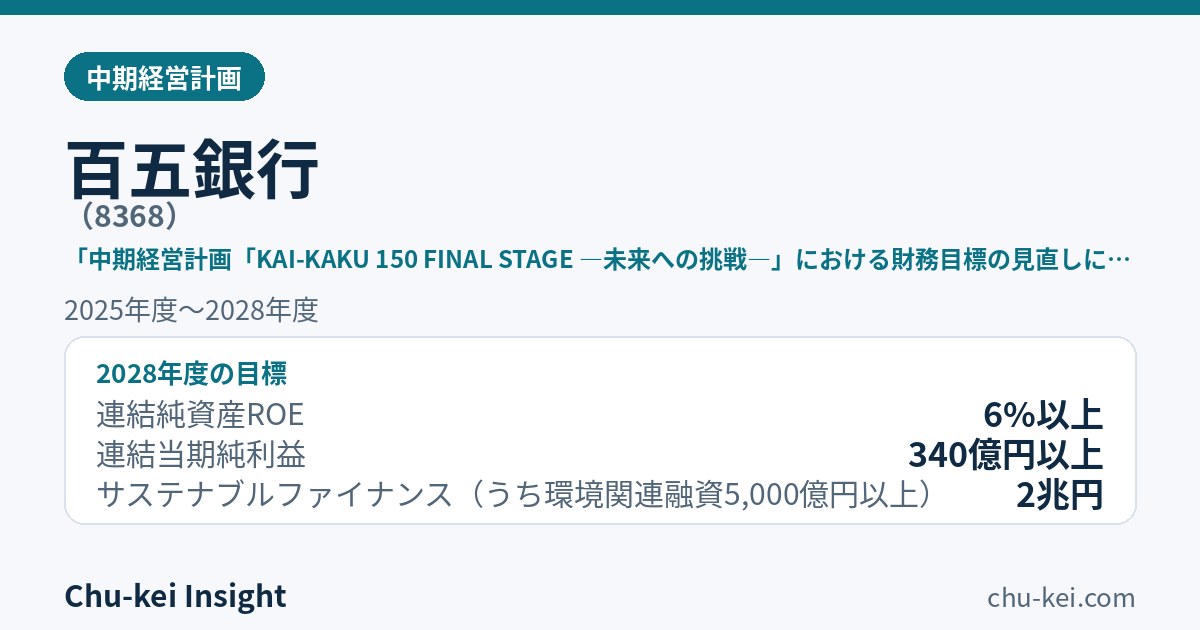 中期経営計画
百五銀行
（8368）
「中期経営計画「KAI-KAKU 150 FINAL STAGE ―未来への挑戦―」における財務目標の見直しに…
2025年度～2028年度
2028年度の目標
連結純資産ROE 6%以上
連結当期純利益 340億円以上
サステナブルファイナンス（うち環境関連融資5,000億円以上） 2兆円
Chu-kei Insight chu-kei.com